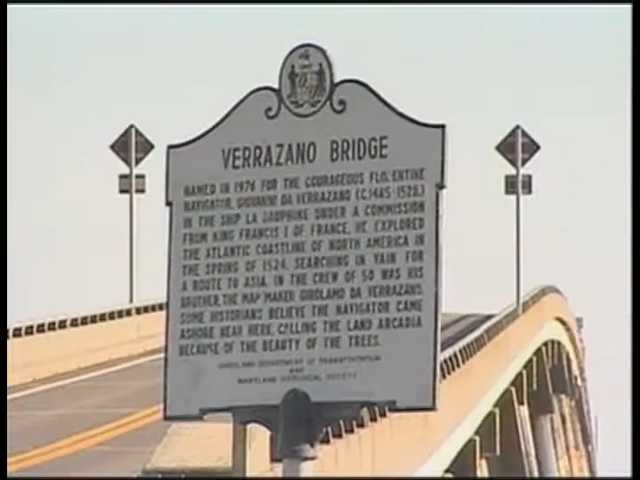 VERRAZANO BRIDGE
NAMED IN 1976 FOR THE COURAGEOUS FLORENTINE
NAVIGATOR, GIOVANNI DA VERRAZANO (C.1485-1528.)
IN THE SHIP LA DAUPHINE UNDER A COMMISSION
FROM KING FRANCIS I OF FRANCE, HE EXPLORED
THE ATLANTIC COASTLINE OF NORTH AMERICA IN
THE SPRING OF 1524, SEARCHING IN VAIN FOR
A ROUTE TO ASIA. IN THE CREW OF 50 WAS HIS
BROTHER, THE MAP MAKER GIROLAMO DA VERRAZANO.
SOME HISTORIANS BELIEVE THE NAVIGATOR CAME
ASHORE NEAR HERE, CALLING THE LAND ARCADIA
BECAUSE OF THE BEAUTY OF THE TREES.
MARYLAND DEPARTMENT OF TRANSPORTATION
AND
MARYLAND HISTORICAL SOCIETY